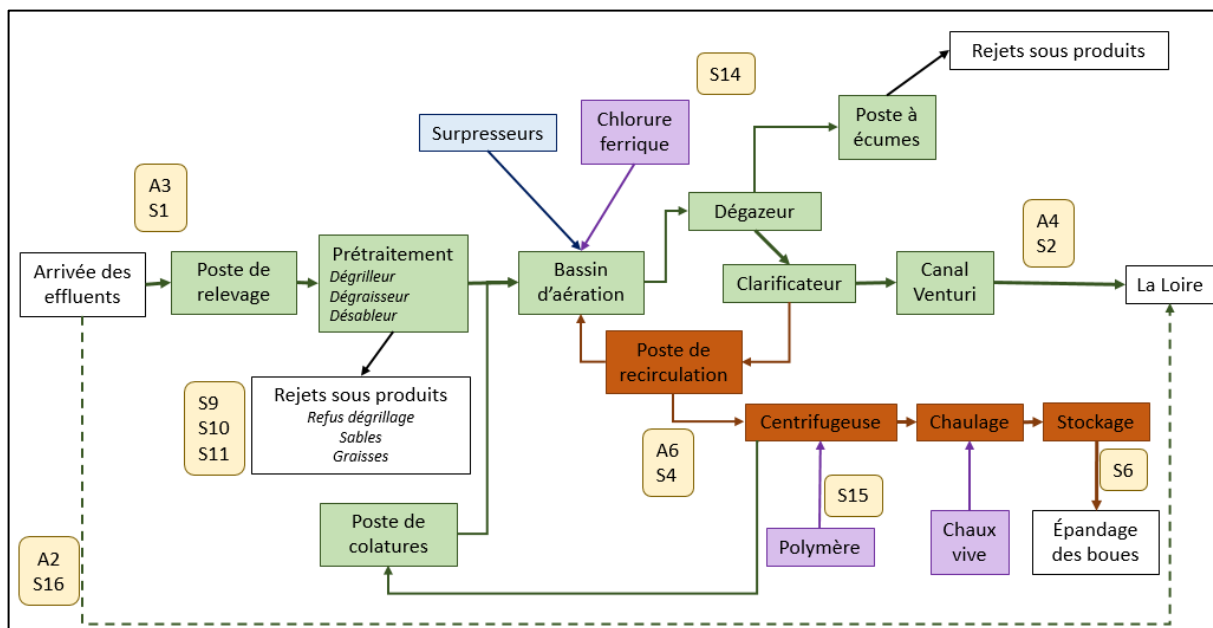 Rejets sous produits
S14
Chlorure
ferrique
Surpresseurs
Poste à
écumes
A3
S1
Dégazeur
A4
S2
Arrivée des
effluents
Poste de
relevage
Prétraitement
Dégrilleur
Dégraisseur
Désableur
Bassin
d'aération
Clarificateur
Canal
Venturi
La Loire
Poste de
recirculation
S9
S10
S11
Rejets sous produits
Refus dégrillage
Sables
Graisses
Centrifugeuse
Chaulage
Stockage
A6
S4
S15
S6
Poste de
colatures
Polymère
Chaux
vive
Épandage
des boues
A2
S16